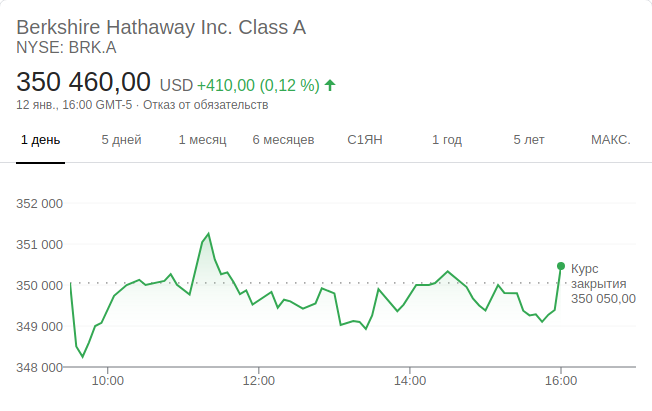 Berkshire Hathaway Inc. Class A
NYSE: BRK.A
350 460,00 USD +410,00 (0,12 %)
12 янв., 16:00 GMT-5 · Отказ от обязательств
1 день 5 дней 1 месяц 6 месяцев С1ЯН 1 год 5 лет МАКС.
352 000
351 000
350 000
349 000
348 000
Курс
закрытия
350 050,00
10:00 12:00 14:00 16:00